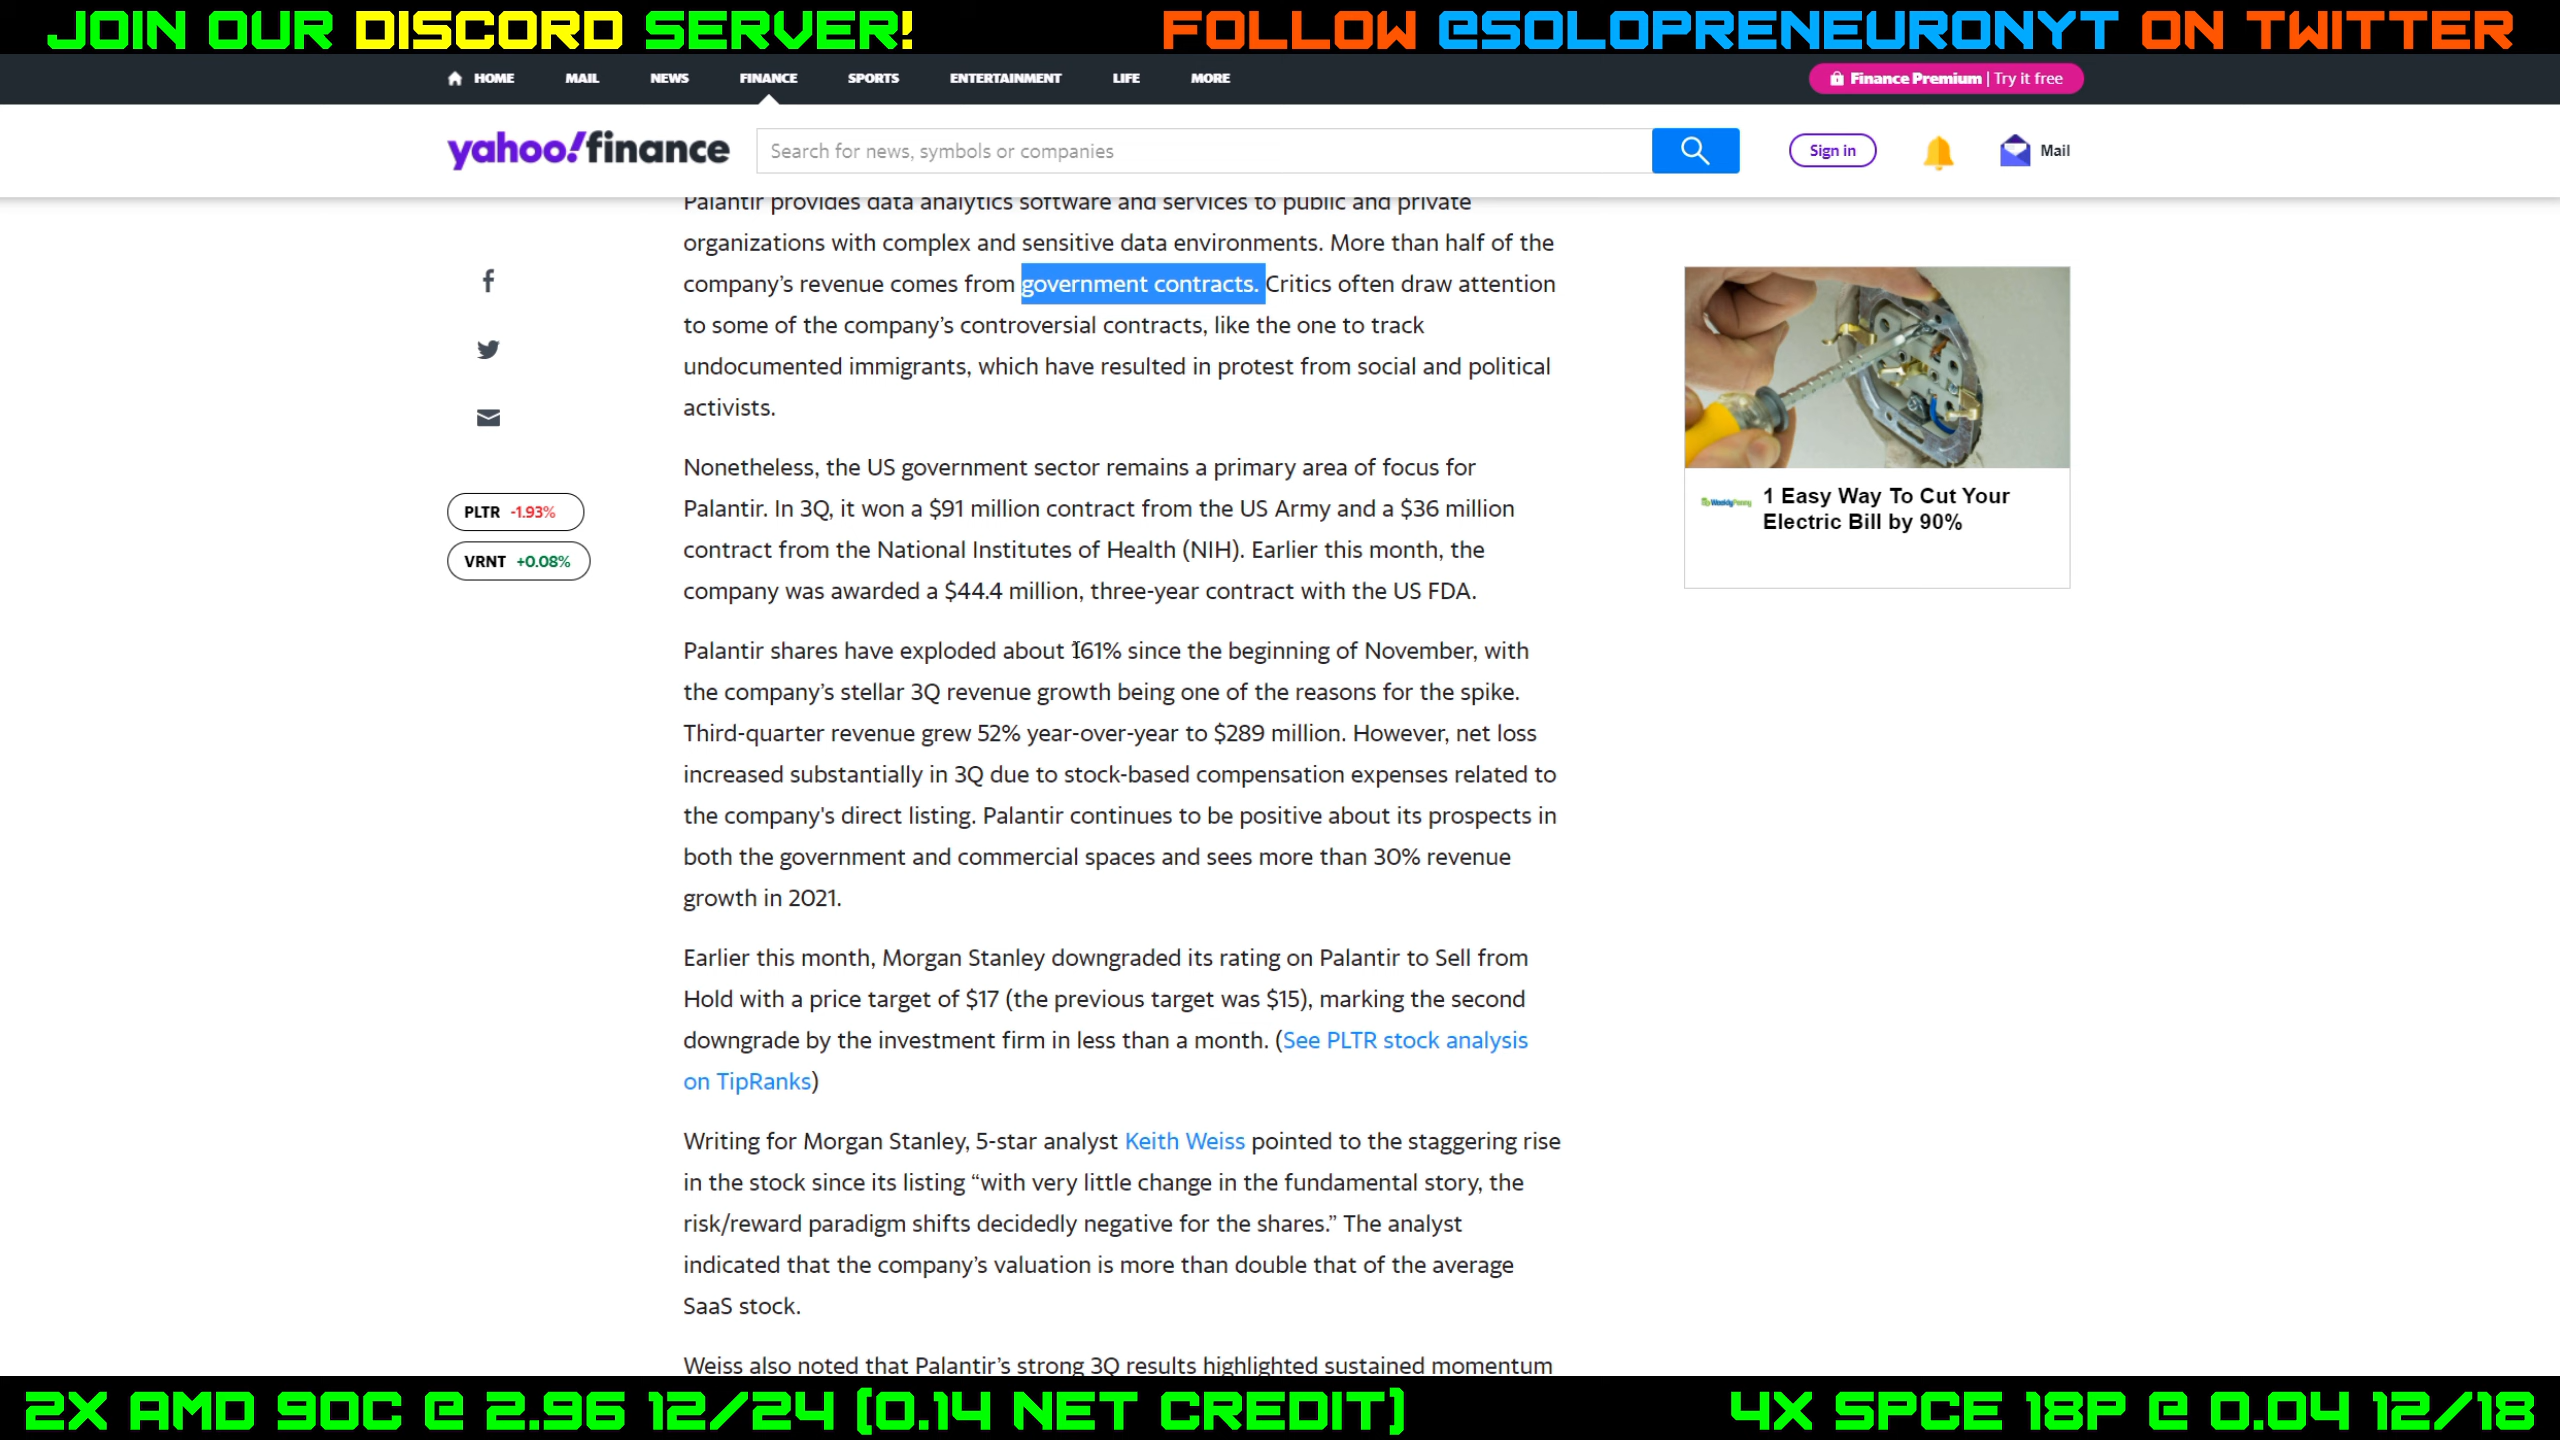 JOIN OUR DISCORD SERVER!
FOLLOW @SOLOPRENEURONYT ON TWITTER
HOME MAIL NEWS FINANCE SPORTS ENTERTAINMENT LIFE MORE
Finance Premium | Try it free
yahoo!finance
Search for news, symbols or companies
Sign in
Mail
Palantir provides data analytics software and services to public and private
organizations with complex and sensitive data environments. More than half of the
company’s revenue comes from government contracts. Critics often draw attention
to some of the company’s controversial contracts, like the one to track
undocumented immigrants, which have resulted in protest from social and political
activists.
Nonetheless, the US government sector remains a primary area of focus for
Palantir. In 3Q, it won a $91 million contract from the US Army and a $36 million
contract from the National Institutes of Health (NIH). Earlier this month, the
company was awarded a $44.4 million, three-year contract with the US FDA.
Palantir shares have exploded about 161% since the beginning of November, with
the company’s stellar 3Q revenue growth being one of the reasons for the spike.
Third-quarter revenue grew 52% year-over-year to $289 million. However, net loss
increased substantially in 3Q due to stock-based compensation expenses related to
the company's direct listing. Palantir continues to be positive about its prospects in
both the government and commercial spaces and sees more than 30% revenue
growth in 2021.
Earlier this month, Morgan Stanley downgraded its rating on Palantir to Sell from
Hold with a price target of $17 (the previous target was $15), marking the second
downgrade by the investment firm in less than a month. (See PLTR stock analysis
on TipRanks)
Writing for Morgan Stanley, 5-star analyst Keith Weiss pointed to the staggering rise
in the stock since its listing “with very little change in the fundamental story, the
risk/reward paradigm shifts decidedly negative for the shares.” The analyst
indicated that the company’s valuation is more than double that of the average
SaaS stock.
Weiss also noted that Palantir’s strong 3Q results highlighted sustained momentum
PLTR -1.93%
VRNT +0.08%
WeeklyPenny
1 Easy Way To Cut Your
Electric Bill by 90%
2X AMD 90C @ 2.96 12/24 (0.14 NET CREDIT)
4X SPCE 18P @ 0.04 12/18